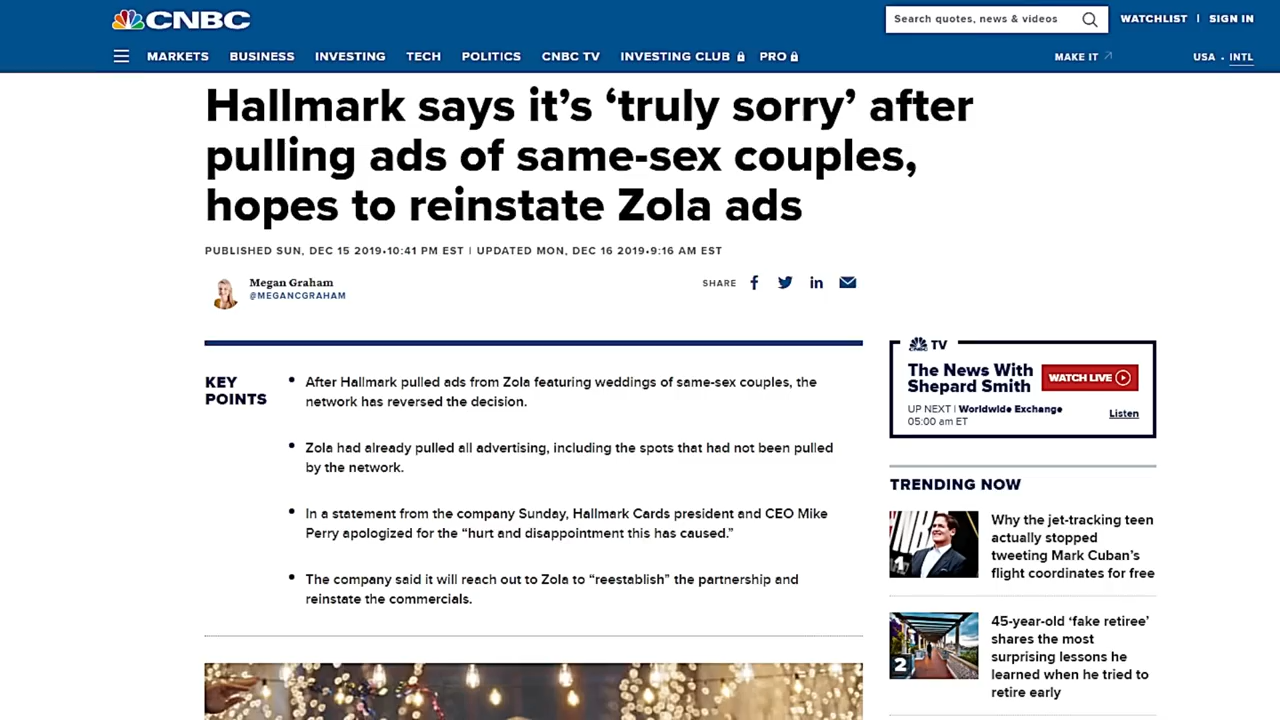 CNBC
Search quotes, news & videos
WATCHLIST | SIGN IN
MARKETS BUSINESS INVESTING TECH POLITICS CNBC TV INVESTING CLUB PRO
MAKE IT
USA • INTL
Hallmark says it’s ‘truly sorry’ after
pulling ads of same-sex couples,
hopes to reinstate Zola ads
PUBLISHED SUN, DEC 15 2019•10:41 PM EST | UPDATED MON, DEC 16 2019•9:16 AM EST
Megan Graham
@MEGANCGRAHAM
SHARE
KEY
POINTS
• After Hallmark pulled ads from Zola featuring weddings of same-sex couples, the
network has reversed the decision.
• Zola had already pulled all advertising, including the spots that had not been pulled
by the network.
• In a statement from the company Sunday, Hallmark Cards president and CEO Mike
Perry apologized for the “hurt and disappointment this has caused.”
• The company said it will reach out to Zola to “reestablish” the partnership and
reinstate the commercials.
CNBC TV
The News With
Shepard Smith
WATCH LIVE
UP NEXT | Worldwide Exchange
05:00 am ET
Listen
TRENDING NOW
1
Why the jet-tracking teen
actually stopped
tweeting Mark Cuban’s
flight coordinates for free
2
45-year-old ‘fake retiree’
shares the most
surprising lessons he
learned when he tried to
retire early